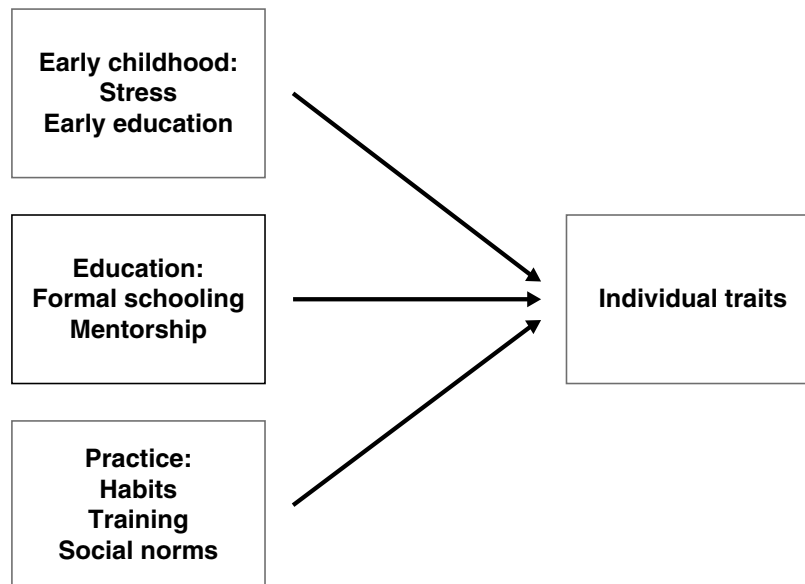 Early childhood:
Stress
Early education
Education:
Formal schooling
Mentorship
Individual traits
Practice:
Habits
Training
Social norms